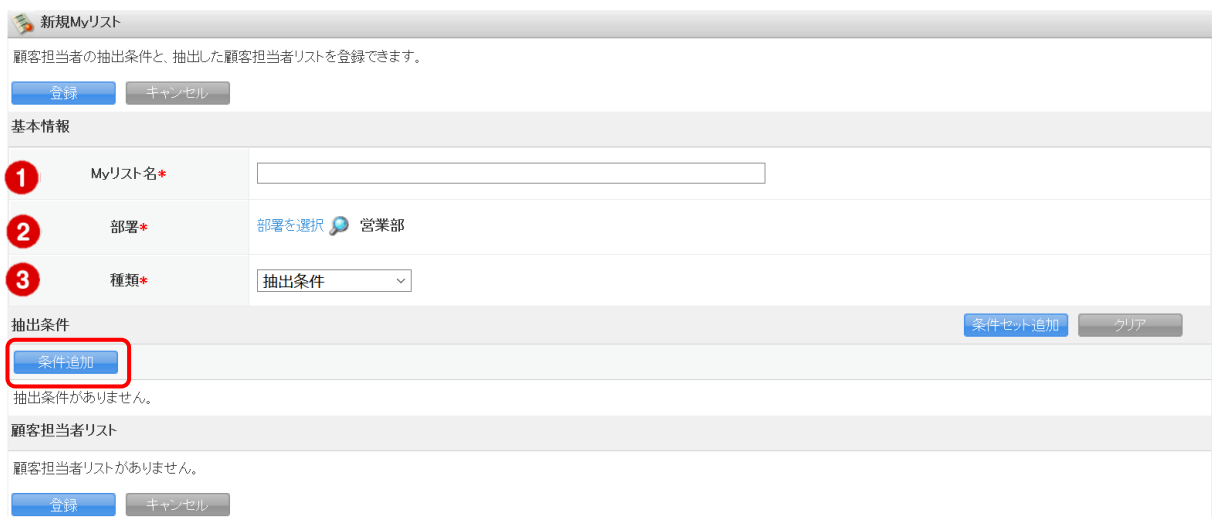 新規Myリスト
顧客担当者の抽出条件と、抽出した顧客担当者リストを登録できます。
登録 キャンセル
基本情報
1 Myリスト名*
2 部署* 部署を選択 営業部
3 種類* 抽出条件
抽出条件 条件セット追加 クリア
条件追加
抽出条件がありません。
顧客担当者リスト
顧客担当者リストがありません。
登録 キャンセル